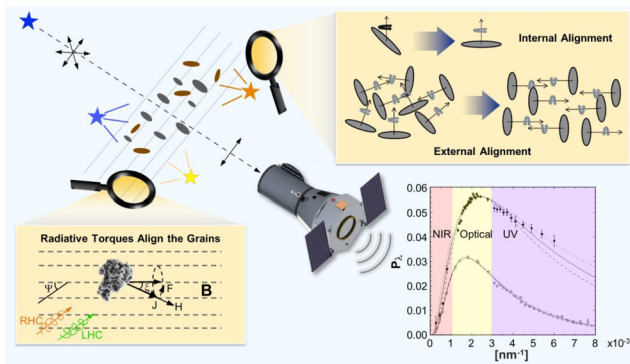 Internal Alignment
External Alignment
Radiative Torques Align the Grains
Ψ
ξ
F
J
H
B
RHC
LHC
0.06
0.05
0.04
0.03
0.02
0.01
0.00
Pλ
NIR
Optical
UV
0 1 2 3 4 5 6 7 8 ×10⁻³
[nm⁻¹]